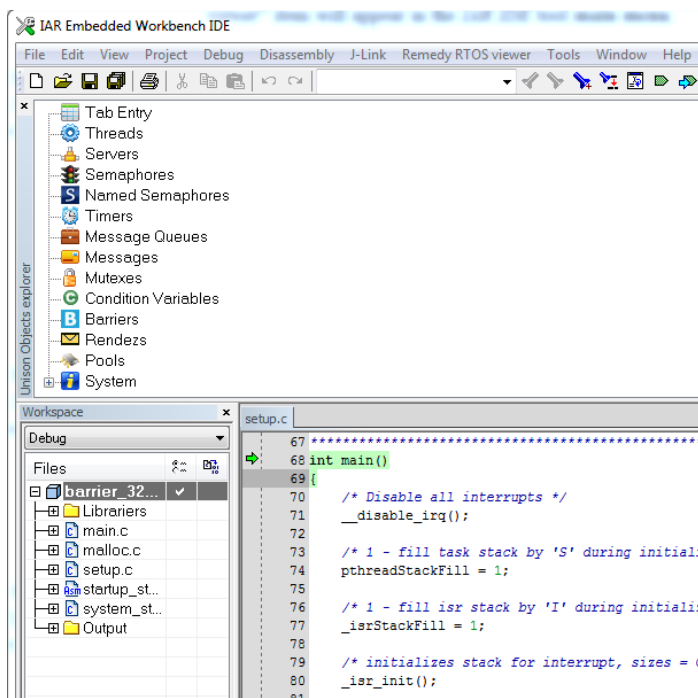 IAR Embedded Workbench IDE
File Edit View Project Debug Disassembly J-Link Remedy RTOS viewer Tools Window Help
Tab Entry
Threads
Servers
Semaphores
Named Semaphores
Timers
Message Queues
Messages
Mutexes
Condition Variables
Barriers
Rendezs
Pools
System
Unison Objects explorer
Workspace
Debug
Files
barrier_32...
Librariers
main.c
malloc.c
setup.c
startup_st...
system_st...
Output
setup.c
67 ************************************************
68 int main()
69 {
70 /* Disable all interrupts */
71 __disable_irq();
72
73 /* 1 - fill task stack by 'S' during initiali
74 pthreadStackFill = 1;
75
76 /* 1 - fill isr stack by 'I' during initializ
77 _isrStackFill = 1;
78
79 /* initializes stack for interrupt, sizes =
80 _isr_init();